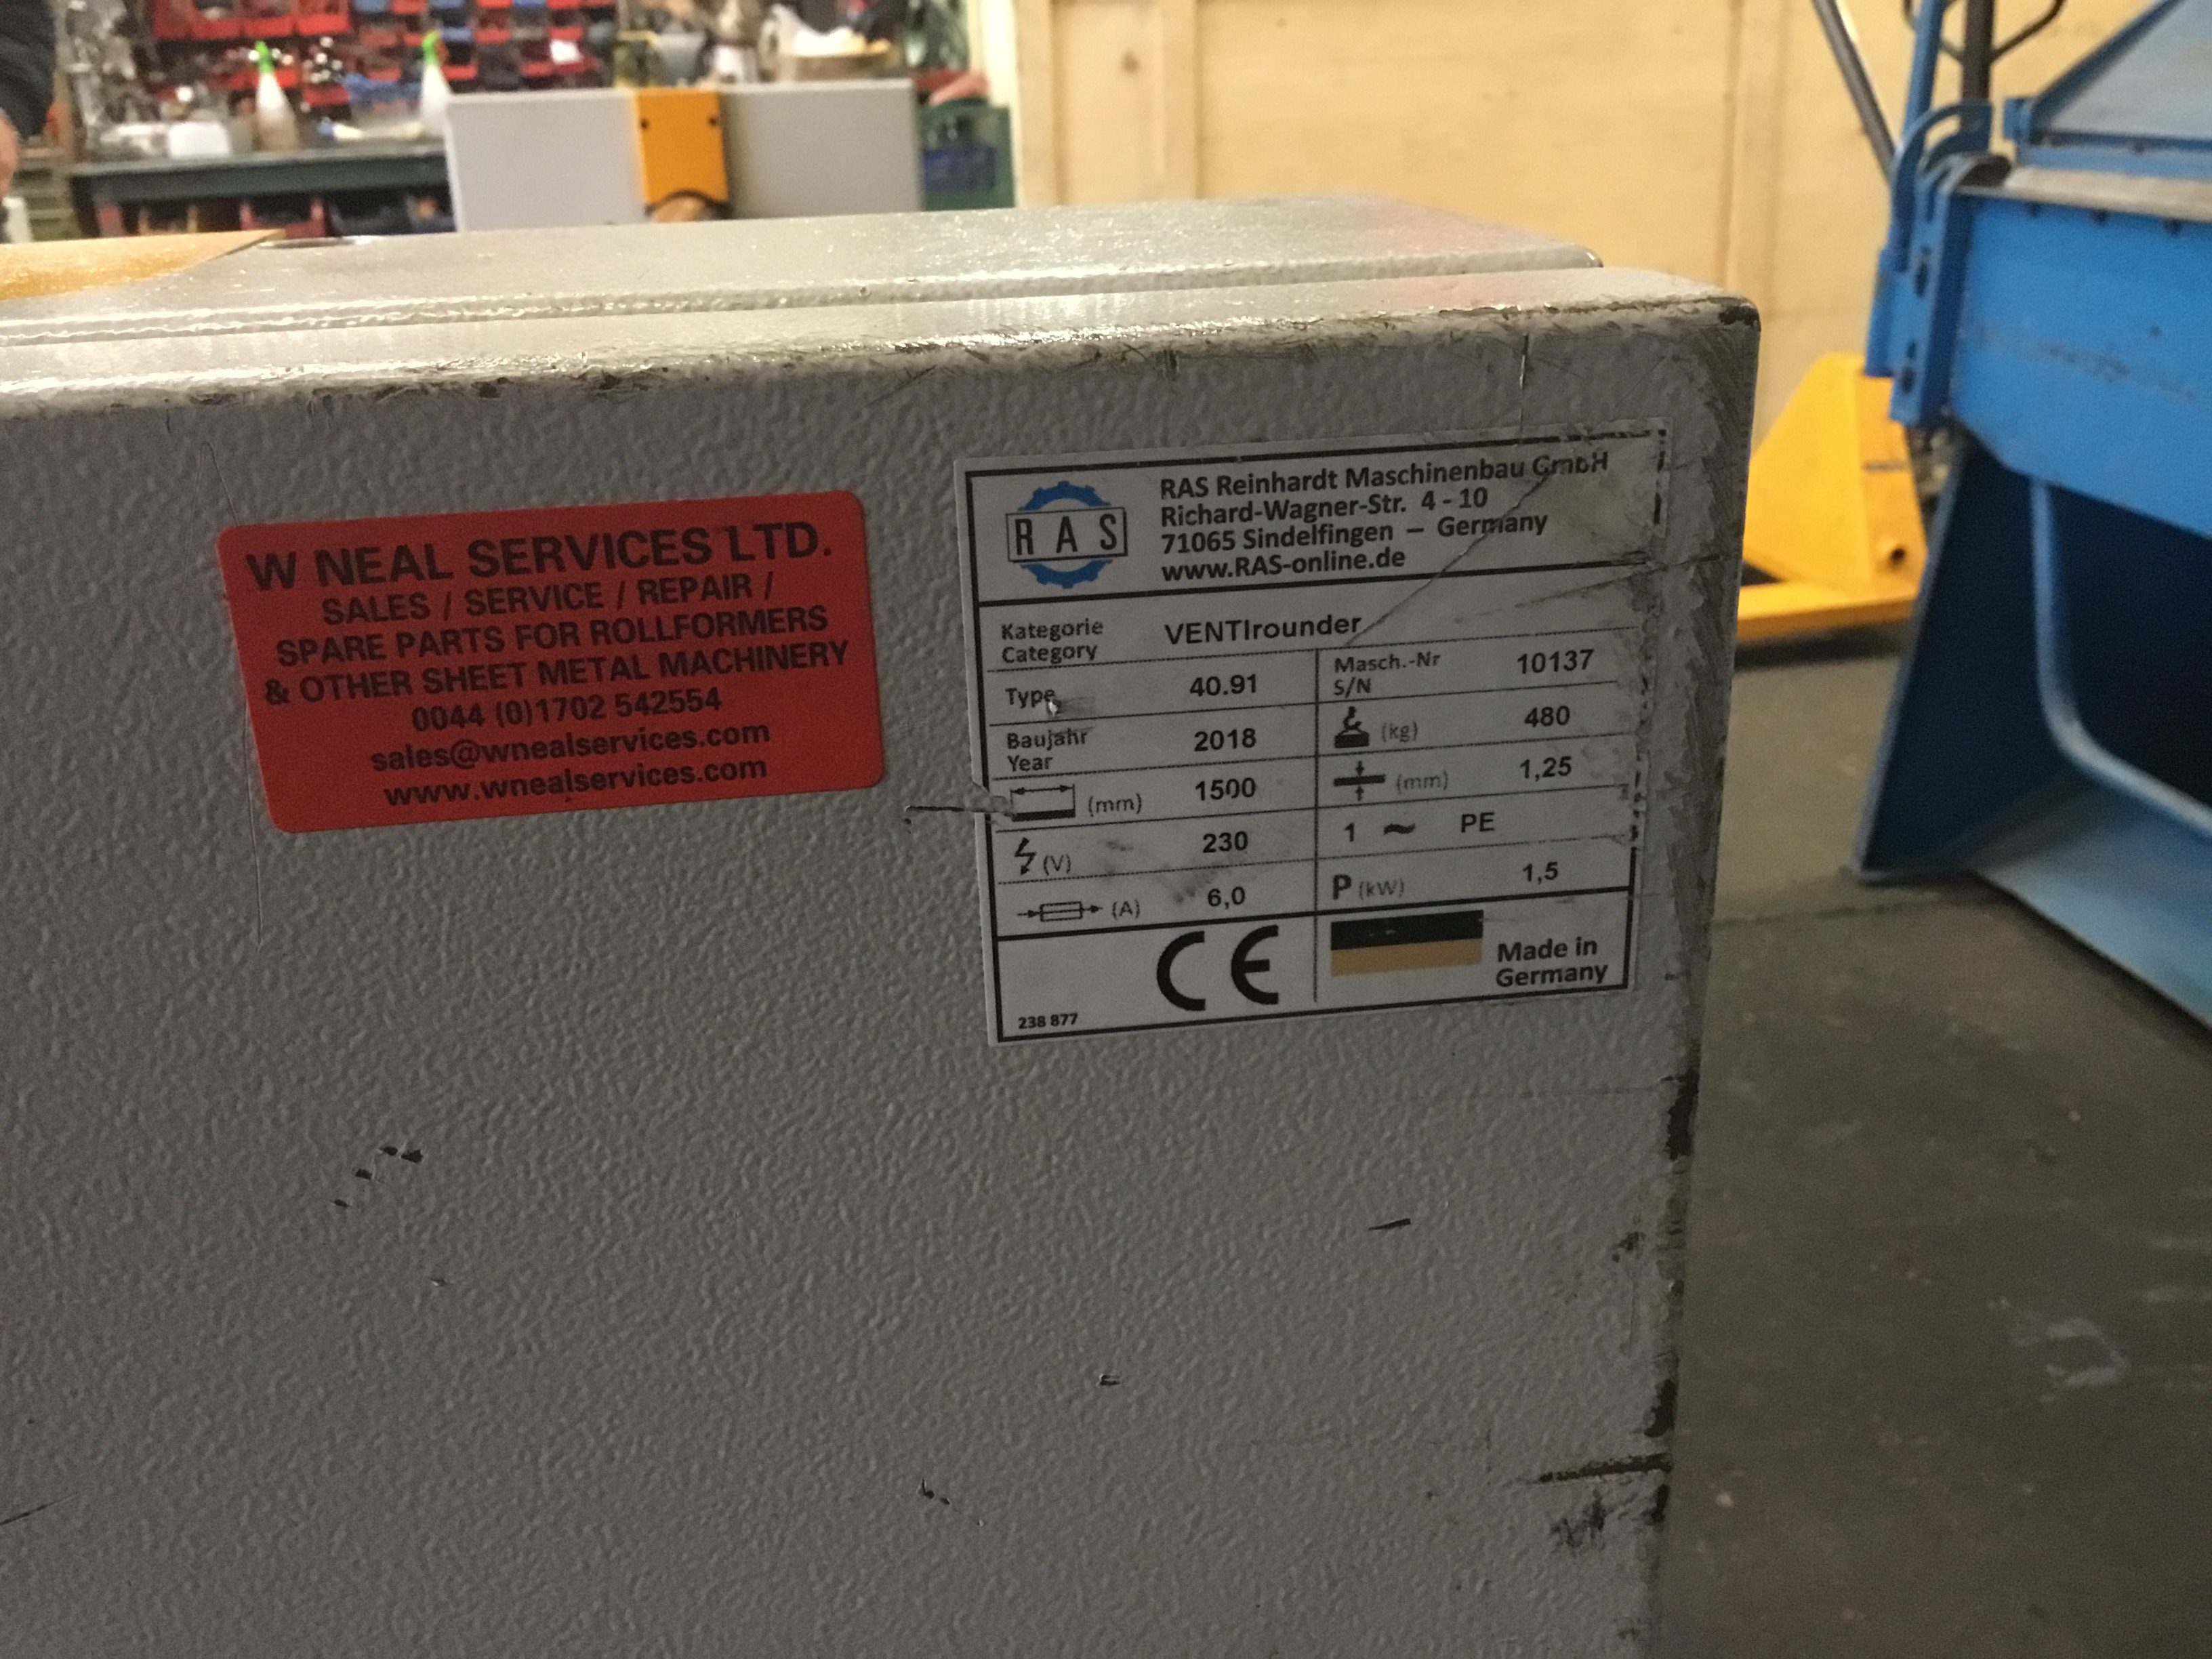 W NEAL SERVICES LTD.
SALES / SERVICE / REPAIR /
SPARE PARTS FOR ROLLFORMERS
& OTHER SHEET METAL MACHINERY
0044 (0)1702 542554
sales@wnealservices.com
www.wnealservices.com
RAS
RAS Reinhardt Maschinenbau GmbH
Richard-Wagner-Str. 4 - 10
71065 Sindelfingen – Germany
www.RAS-online.de
Kategorie
Category
VENTIrounder
Type 40.91
Masch.-Nr
S/N
10137
Baujahr
Year
2018
(kg) 480
(mm) 1500
(mm) 1,25
(V) 230
1 ~ PE
(A) 6,0
P (kW) 1,5
CE
Made in
Germany
238 877